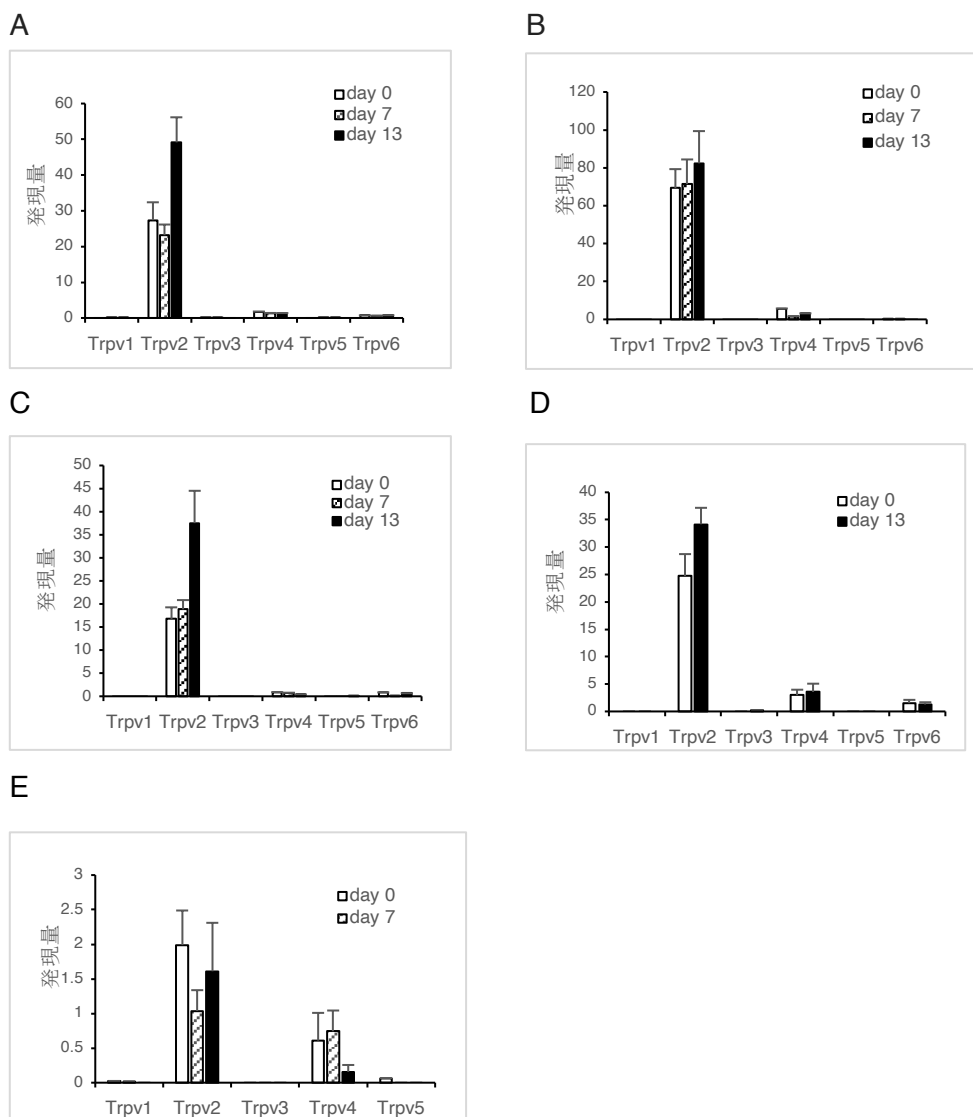 A
発現量
60
50
40
30
20
10
0
day 0
day 7
day 13
Trpv1 Trpv2 Trpv3 Trpv4 Trpv5 Trpv6
B
発現量
120
100
80
60
40
20
0
day 0
day 7
day 13
Trpv1 Trpv2 Trpv3 Trpv4 Trpv5 Trpv6
C
発現量
50
45
40
35
30
25
20
15
10
5
0
day 0
day 7
day 13
Trpv1 Trpv2 Trpv3 Trpv4 Trpv5 Trpv6
D
発現量
40
35
30
25
20
15
10
5
0
day 0
day 13
Trpv1 Trpv2 Trpv3 Trpv4 Trpv5 Trpv6
E
発現量
3
2.5
2
1.5
1
0.5
0
day 0
day 7
Trpv1 Trpv2 Trpv3 Trpv4 Trpv5